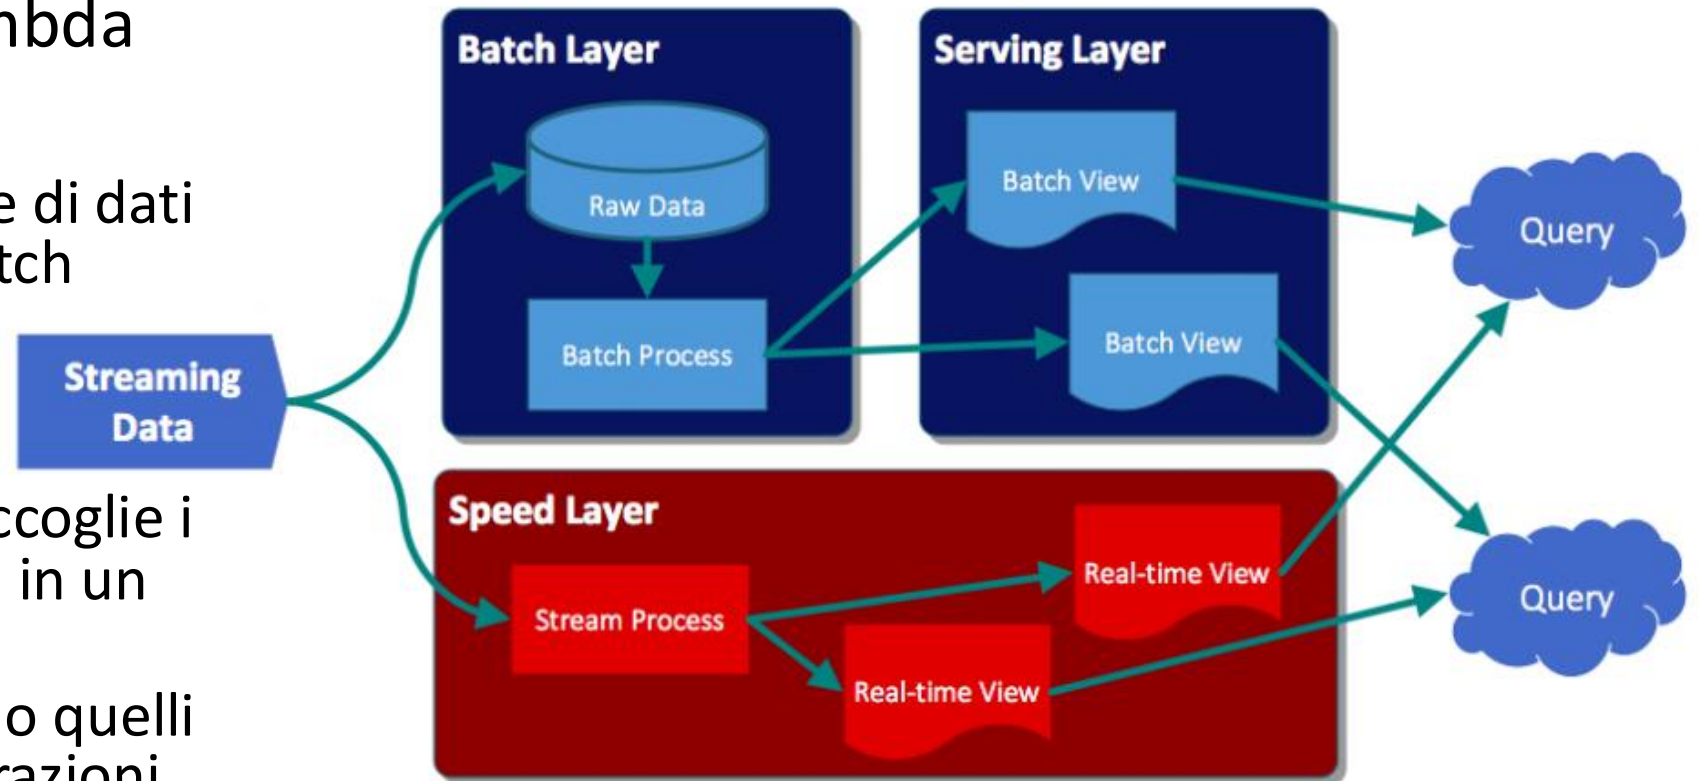 mbda
e di dati
tch
ccoglie i
in un
o quelli
razioni
Batch Layer
Raw Data
Batch Process
Serving Layer
Batch View
Batch View
Streaming
Data
Speed Layer
Stream Process
Real-time View
Real-time View
Query
Query